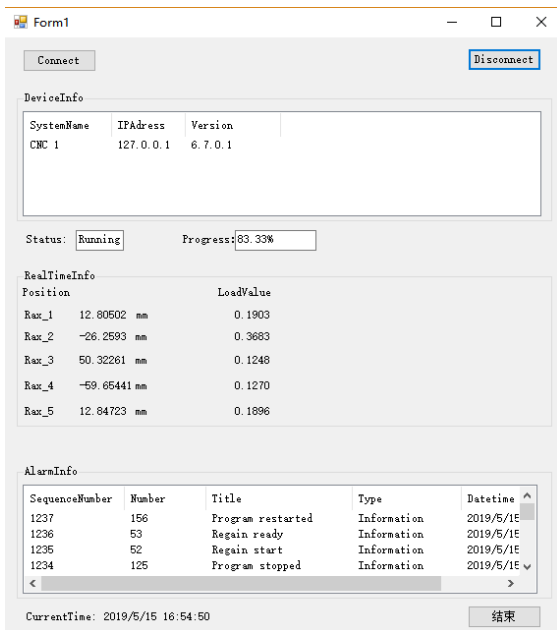 Form1
Connect Disconnect
DeviceInfo
SystemName IPAdress Version
CNC 1 127.0.0.1 6.7.0.1
Status: Running Progress: 83.33%
RealTimeInfo
Position LoadValue
Rax_1 12.80502 mm 0.1903
Rax_2 -26.2593 mm 0.3683
Rax_3 50.32261 mm 0.1248
Rax_4 -59.65441 mm 0.1270
Rax_5 12.84723 mm 0.1896
AlarmInfo
SequenceNumber Number Title Type Datetime
1237 156 Program restarted Information 2019/5/15
1236 53 Regain ready Information 2019/5/15
1235 52 Regain start Information 2019/5/15
1234 125 Program stopped Information 2019/5/15
CurrentTime: 2019/5/15 16:54:50 结束